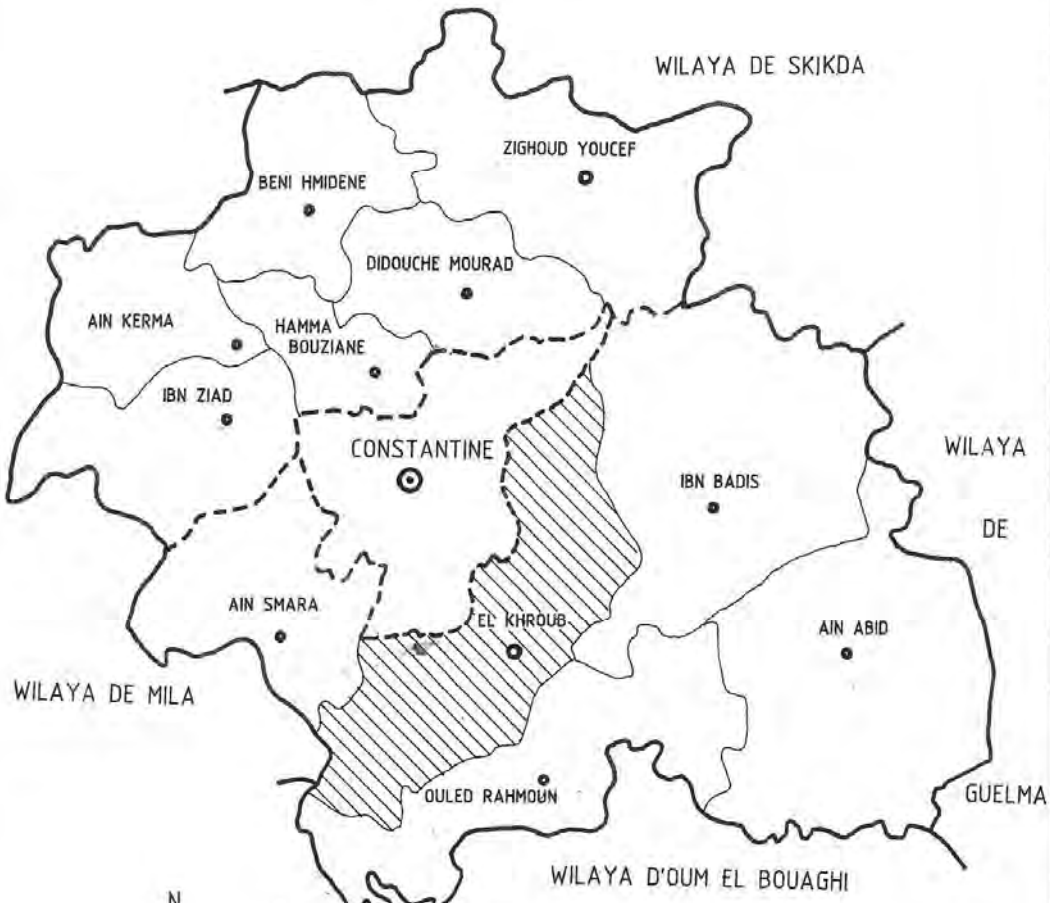 WILAYA DE SKIKDA
ZIGHOUD YOUCEF
BENI HMIDENE
DIDOUCHE MOURAD
AIN KERMA
HAMMA
BOUZIANE
IBN ZIAD
CONSTANTINE
WILAYA
DE
GUELMA
IBN BADIS
AIN SMARA
EL KHROUB
AIN ABID
WILAYA DE MILA
OULED RAHMOUN
WILAYA D'OUM EL BOUAGHI
N